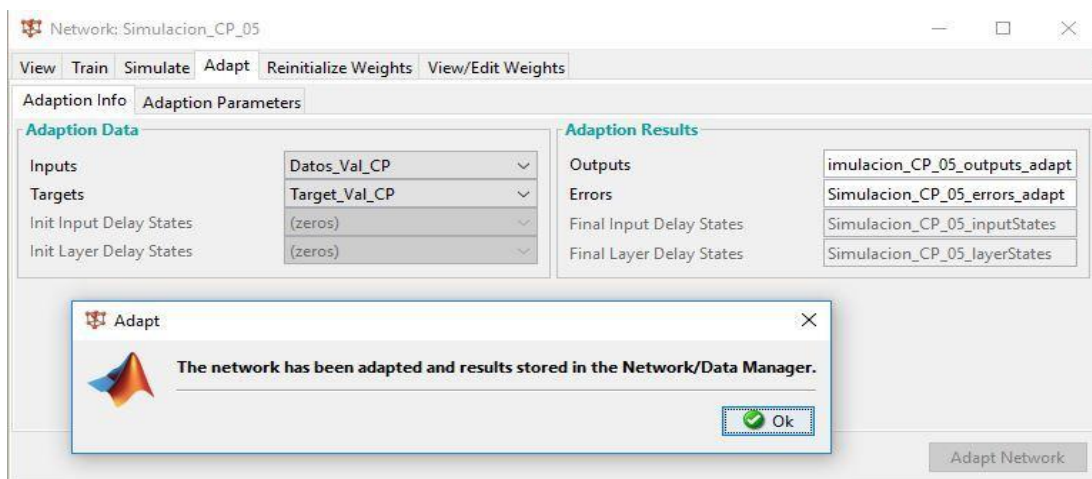 Network: Simulacion_CP_05
View Train Simulate Adapt Reinitialize Weights View/Edit Weights
Adaption Info Adaption Parameters
Adaption Data Adaption Results
Inputs Datos_Val_CP Outputs imulacion_CP_05_outputs_adapt
Targets Target_Val_CP Errors Simulacion_CP_05_errors_adapt
Init Input Delay States (zeros) Final Input Delay States Simulacion_CP_05_inputStates
Init Layer Delay States (zeros) Final Layer Delay States Simulacion_CP_05_layerStates
Adapt
The network has been adapted and results stored in the Network/Data Manager.
Ok
Adapt Network